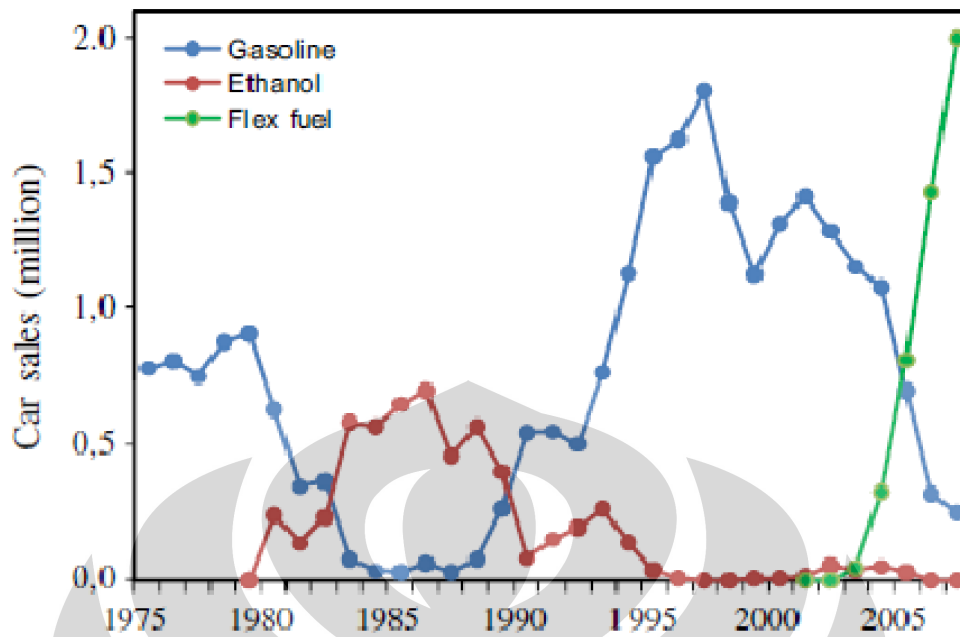 2.0
Gasoline
Ethanol
Flex fuel
1,5
1,0
0,5
0,0
Car sales (million)
1975 1980 1985 1990 1995 2000 2005